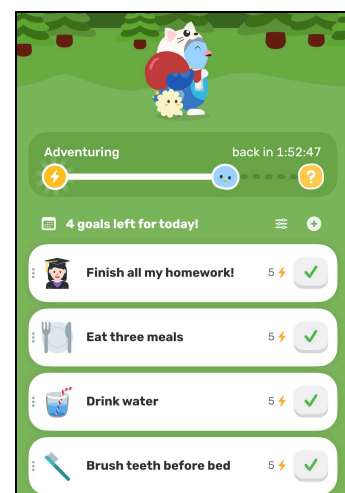 Adventuring
back in 1:52:47
?
4 goals left for today!
Finish all my homework!
5
Eat three meals
5
Drink water
5
Brush teeth before bed
5